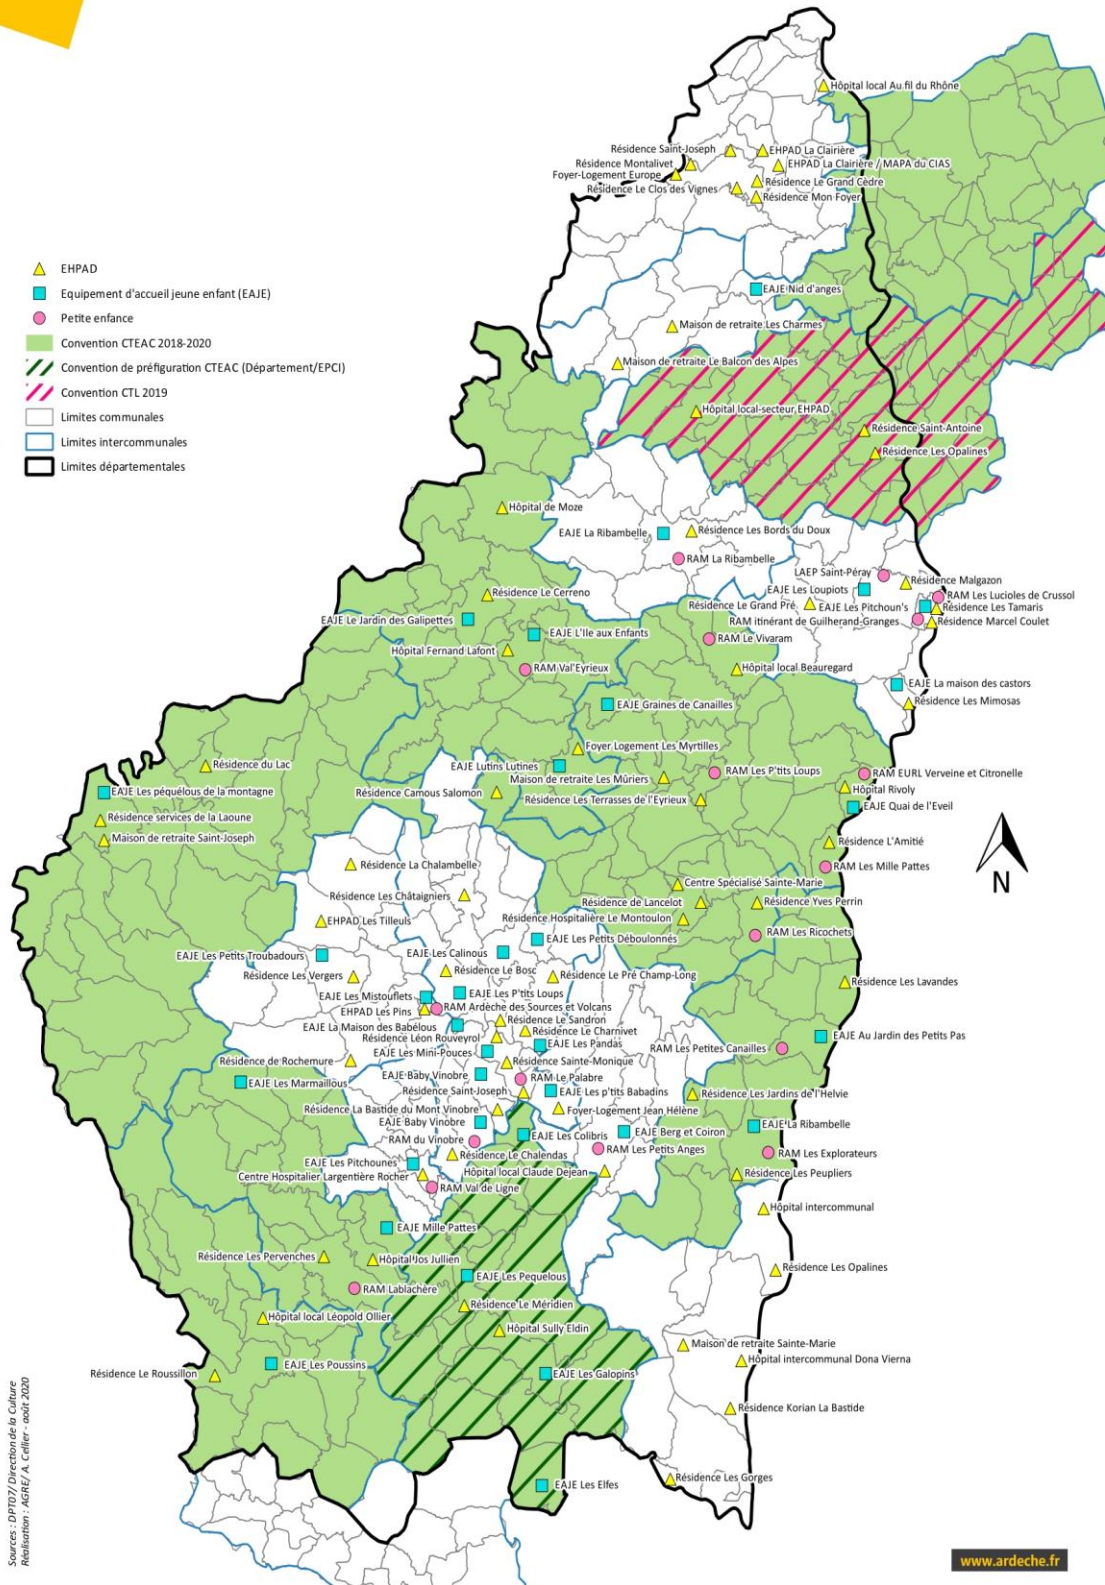 Hôpital local Au fil du Rhône
Résidence Saint-Joseph
EHPAD La Clairière
Résidence Montalivet
EHPAD La Clairière / MAPA du CIAS
Foyer-Logement Europe
Résidence Le Grand Cèdre
Résidence Le Clos des Vignes
Résidence Mon Foyer
EHPAD
Equipement d'accueil jeune enfant (EAJE)
Petite enfance
Convention CTEAC 2018-2020
Convention de préfiguration CTEAC (Département/EPCI)
Convention CTL 2019
Limites communales
Limites intercommunales
Limites départementales
EAJE Nid d'anges
Maison de retraite Les Charmes
Maison de retraite Le Balcon des Alpes
Hôpital local-secteur EHPAD
Résidence Saint-Antoine
Résidence Les Opalines
Hôpital de Moze
EAJE La Ribambelle
Résidence Les Bords du Doux
RAM La Ribambelle
LAEP Saint-Péray
Résidence Malgazon
EAJE Les Loupiots
RAM Les Lucioles de Crussol
Résidence Le Grand Pré
EAJE Les Pitchoun's
Résidence Les Tamaris
RAM itinérant de Guilherand-Granges
Résidence Marcel Coulet
Résidence Le Cerreno
EAJE Le Jardin des Galipettes
EAJE L'Ile aux Enfants
RAM Le Vivaram
Hôpital Fernand Lafont
RAM Val'Eyrieux
Hôpital local Beauregard
EAJE La maison des castors
EAJE Graines de Canailles
Résidence Les Mimosas
Foyer Logement Les Myrtilles
EAJE Lutins Lutines
Résidence du Lac
Maison de retraite Les Mûriers
RAM Les P'tits Loups
RAM EURL Verveine et Citronelle
Hôpital Rivoly
EAJE Les péquélous de la montagne
Résidence Camous Salomon
Résidence Les Terrasses de l'Eyrieux
EAJE Quai de l'Eveil
Résidence services de la Laoune
Maison de retraite Saint-Joseph
Résidence L'Amitié
Résidence La Chalambelle
RAM Les Mille Pattes
Centre Spécialisé Sainte-Marie
Résidence Les Châtaigniers
Résidence de Lancelot
Résidence Yves Perrin
EHPAD Les Tilleuls
Résidence Hospitalière Le Montoulon
RAM Les Ricochets
EAJE Les Petits Déboulonnés
EAJE Les Petits Troubadours
EAJE Les Calinous
Résidence Les Vergers
Résidence Le Bosc
Résidence Le Pré Champ-Long
Résidence Les Lavandes
EAJE Les Mistouflets
EAJE Les P'tits Loups
EHPAD Les Pins
RAM Ardèche des Sources et Volcans
EAJE La Maison des Babélous
Résidence Le Sandron
Résidence Léon Rouveyrol
Résidence Le Charnivet
EAJE Au Jardin des Petits Pas
EAJE Les Mini-Pouces
EAJE Les Pandas
RAM Les Petites Canailles
Résidence de Rochemure
Résidence Sainte-Monique
EAJE Baby Vinobre
RAM Le Palabre
EAJE Les Marmaillous
Résidence Saint-Joseph
EAJE Les p'tits Babadins
Résidence Les Jardins de l'Helvie
Résidence La Bastide du Mont Vinobre
Foyer-Logement Jean Hélène
EAJE Baby Vinobre
EAJE La Ribambelle
EAJE Les Colibris
EAJE Berg et Coiron
RAM du Vinobre
RAM Les Petits Anges
RAM Les Explorateurs
Résidence Le Chalendas
EAJE Les Pitchounes
Hôpital local Claude Dejean
Résidence Les Peupliers
Centre Hospitalier Largentière Rocher
RAM Val de Ligne
Hôpital intercommunal
EAJE Mille Pattes
Résidence Les Pervenches
Hôpital Jos Jullien
Résidence Les Opalines
EAJE Les Pequelous
RAM Lablachère
Résidence Le Méridien
Hôpital local Léopold Ollier
Hôpital Sully Eldin
Maison de retraite Sainte-Marie
EAJE Les Poussins
Hôpital intercommunal Dona Vierna
Résidence Le Roussillon
EAJE Les Galopins
Résidence Korian La Bastide
Résidence Les Gorges
EAJE Les Elfes
N
Sources : DPT07/ Direction de la Culture
Réalisation : AGRE/ A. Cellier - août 2020
www.ardeche.fr